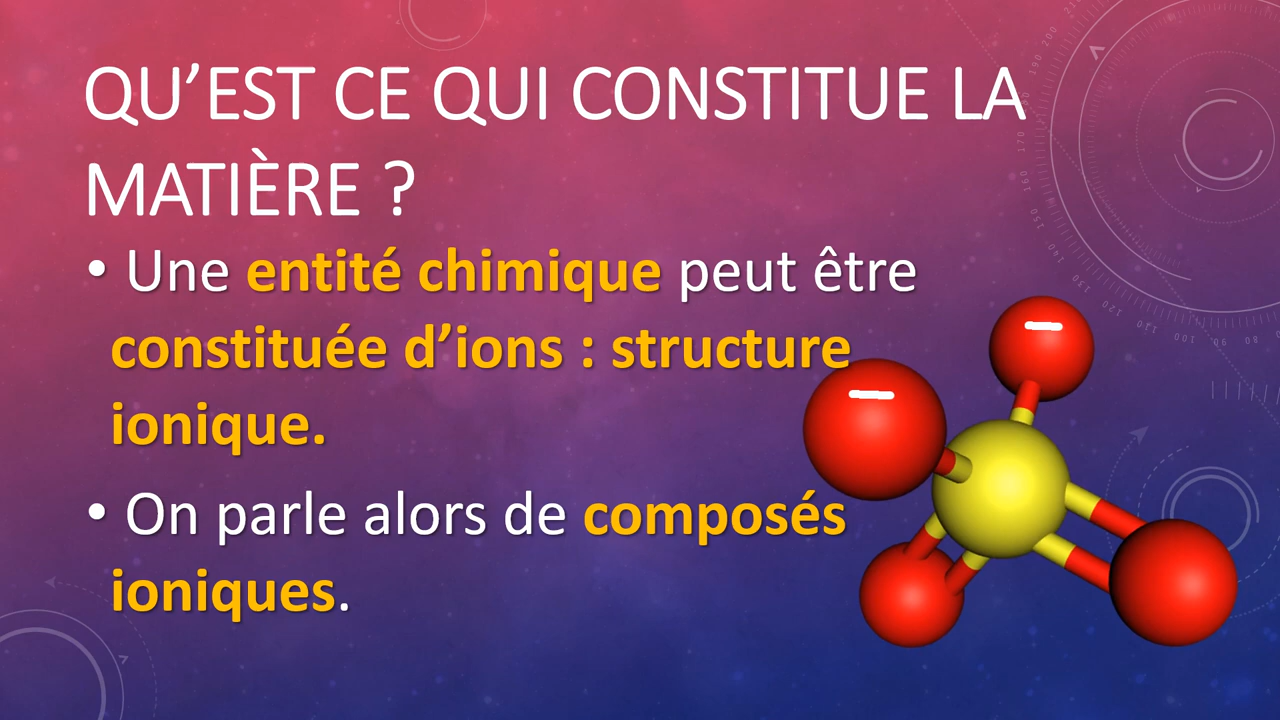 QU’EST CE QUI CONSTITUE LA
MATIÈRE ?
• Une entité chimique peut être
constituée d’ions : structure
ionique.
• On parle alors de composés
ioniques.